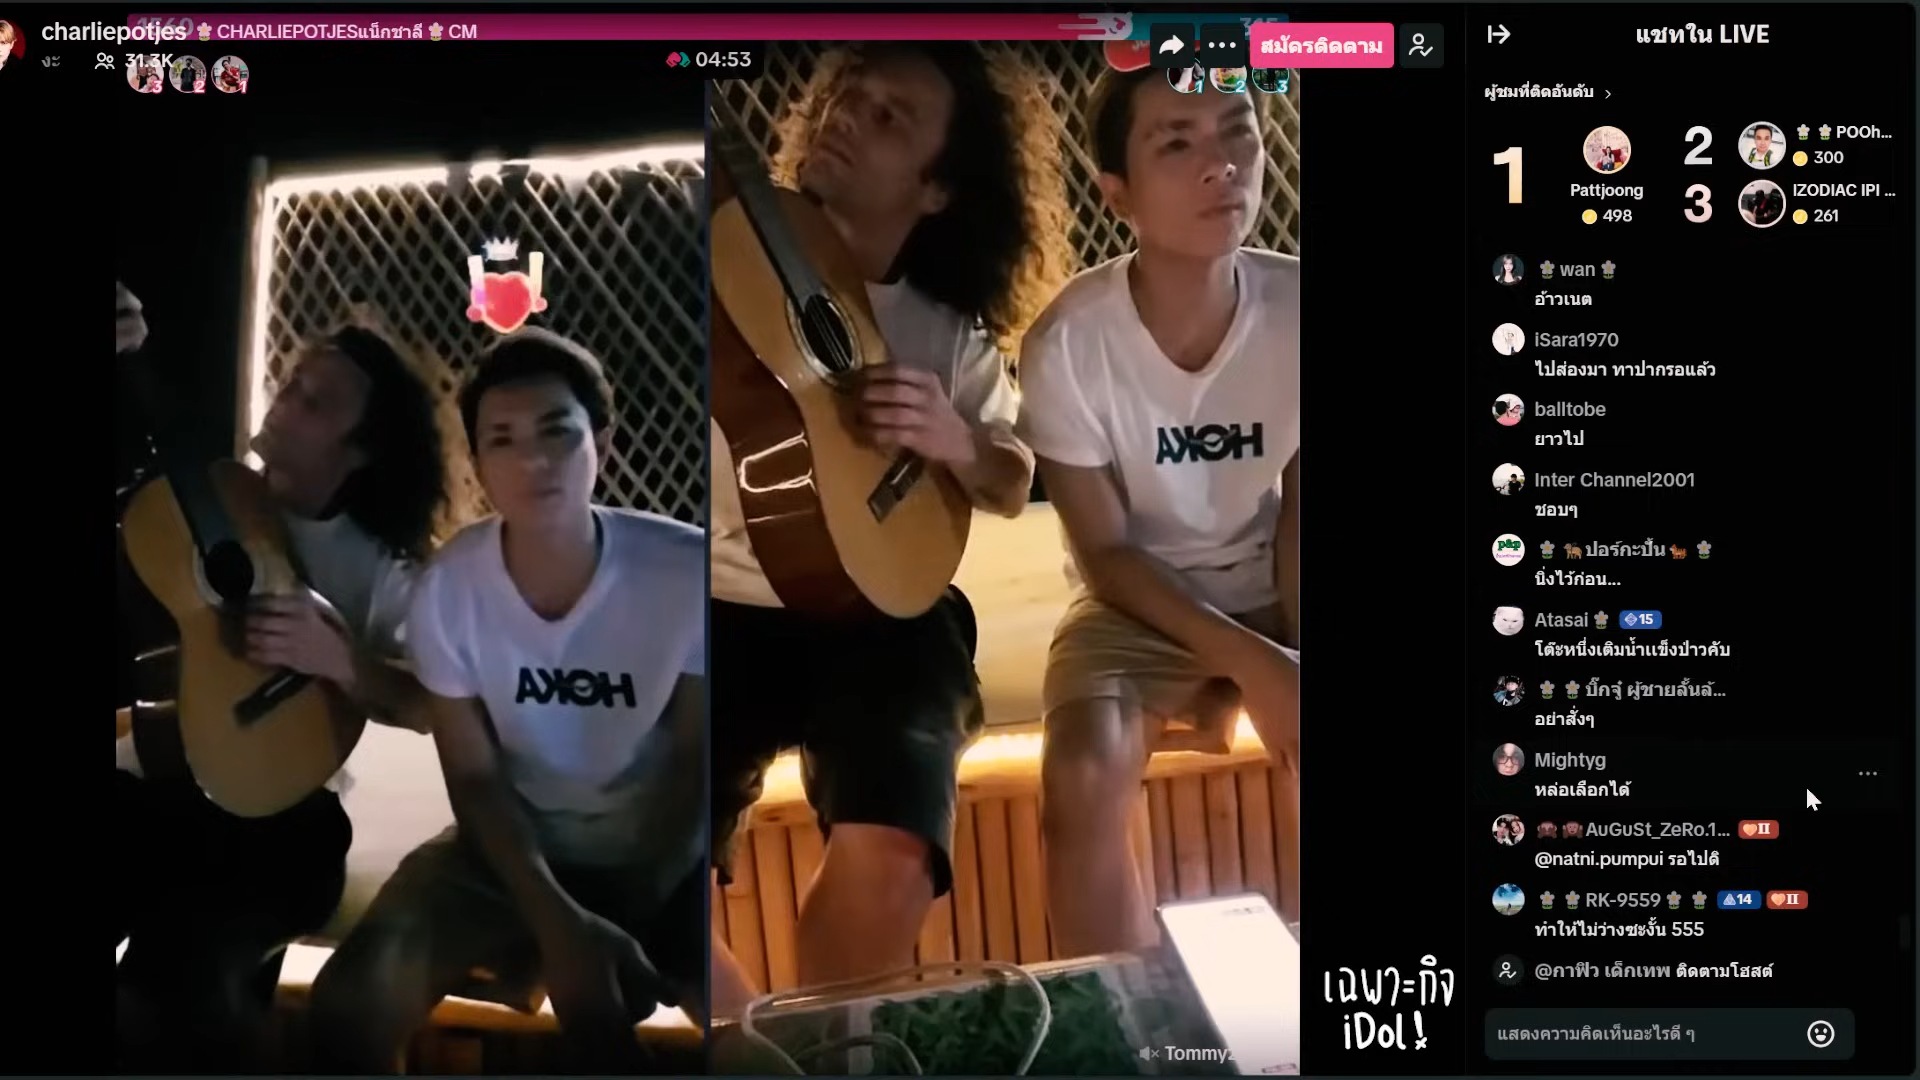 charliepotjes
CHARLIEPOTJESแน็กชาลี
CM
31.3K
3
2
1
04:53
สมัครติดตาม
1
2
3
HOKA
HOKA
เฉพาะกิจ
iDol!
แชทใน LIVE
ผู้ชมที่ติดอันดับ
1
Pattjoong
498
2
POOh...
300
3
IZODIAC IPI ...
261
wan
อ้าวเนต
iSara1970
ไปส่องมา ทาปากรอแล้ว
balltobe
ยาวไป
Inter Channel2001
ชอบๆ
ปอร์กะปั้น
นิ่งไว้ก่อน...
Atasai 15
โต๊ะหนึ่งเติมน้ำแข็งป่าวคับ
บิ๊กจู๋ ผู้ชายลั้นล้...
อย่าสั่งๆ
Mightyg
หล่อเลือกได้
AuGuSt_ZeRo.1... II
@natni.pumpui รอไปดิ
RK-9559 14 II
ทำให้ไม่ว่างซะงั้น 555
@กาฟิว เด็กเทพ ติดตามโฮสต์
แสดงความคิดเห็นอะไรดี ๆ